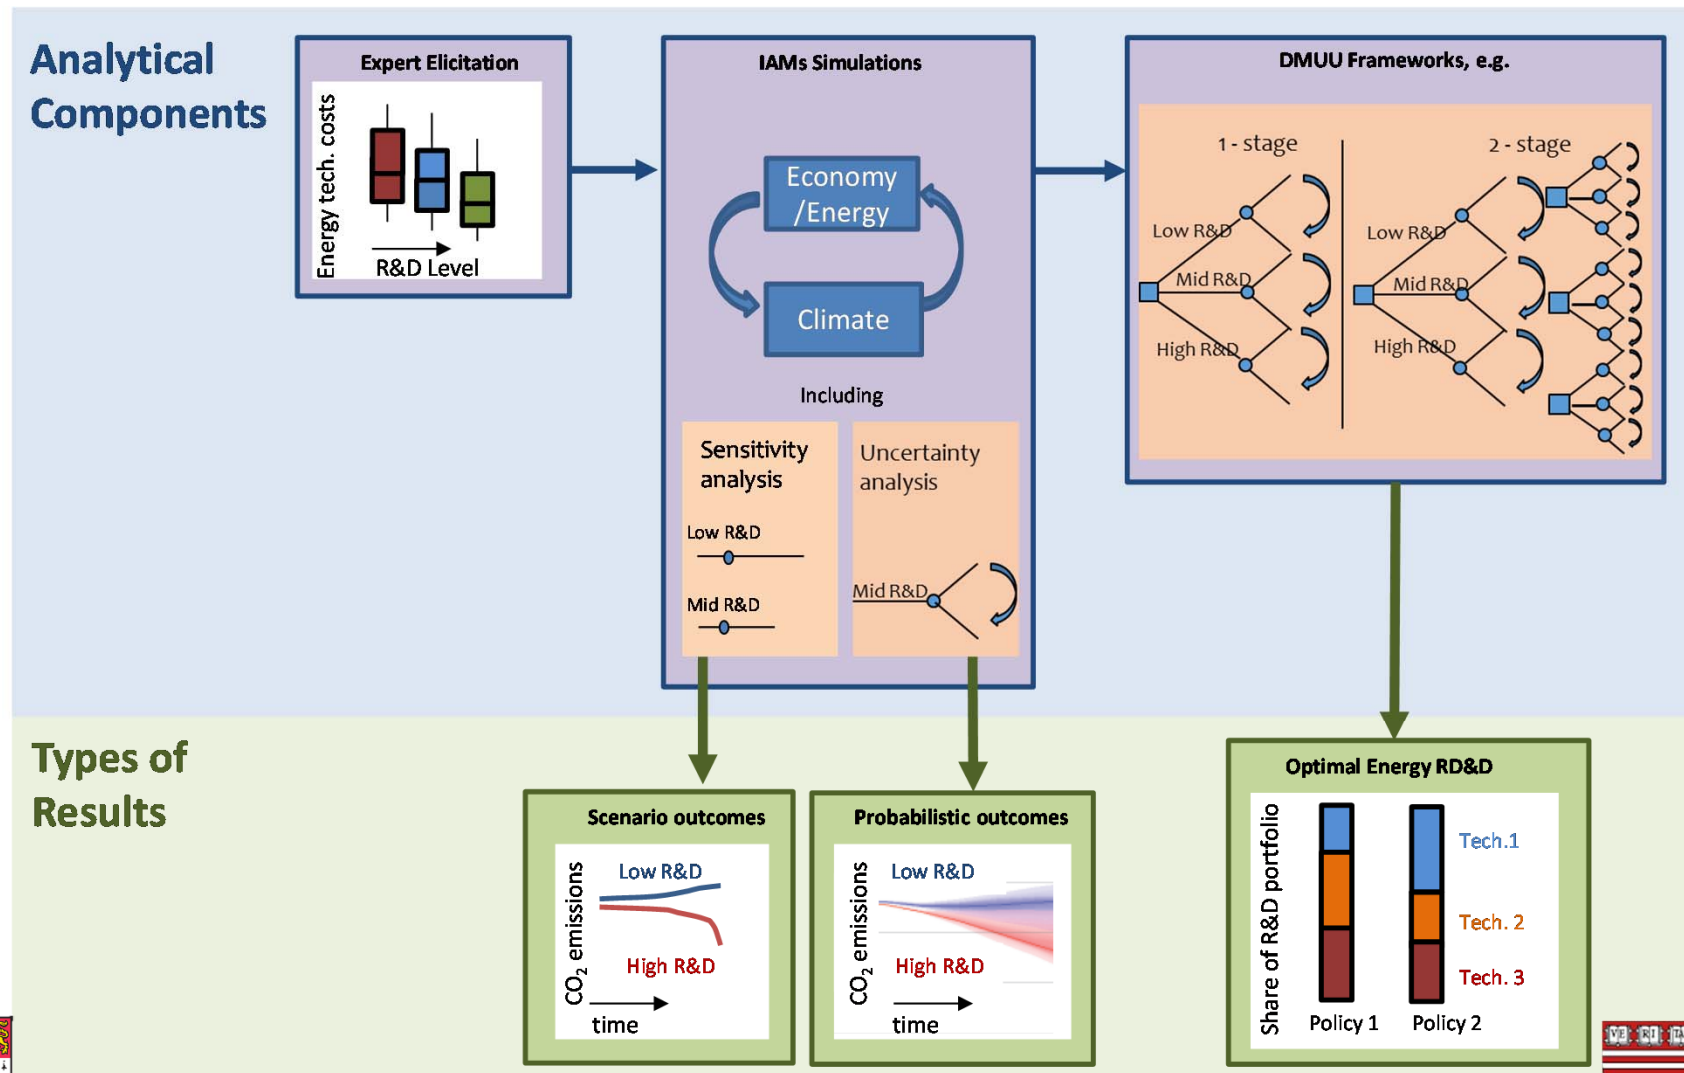 Analytical
Components
Expert Elicitation
Energy tech. costs
R&D Level
IAMs Simulations
Economy
/Energy
Climate
Including
Sensitivity
analysis
Low R&D
Mid R&D
Uncertainty
analysis
Mid R&D
DMUU Frameworks, e.g.
1 - stage
Low R&D
Mid R&D
High R&D
2 - stage
Low R&D
Mid R&D
High R&D
Types of
Results
Scenario outcomes
CO₂ emissions
Low R&D
High R&D
time
Probabilistic outcomes
CO₂ emissions
Low R&D
High R&D
time
Optimal Energy RD&D
Share of R&D portfolio
Tech.1
Tech. 2
Tech. 3
Policy 1
Policy 2
VE RI